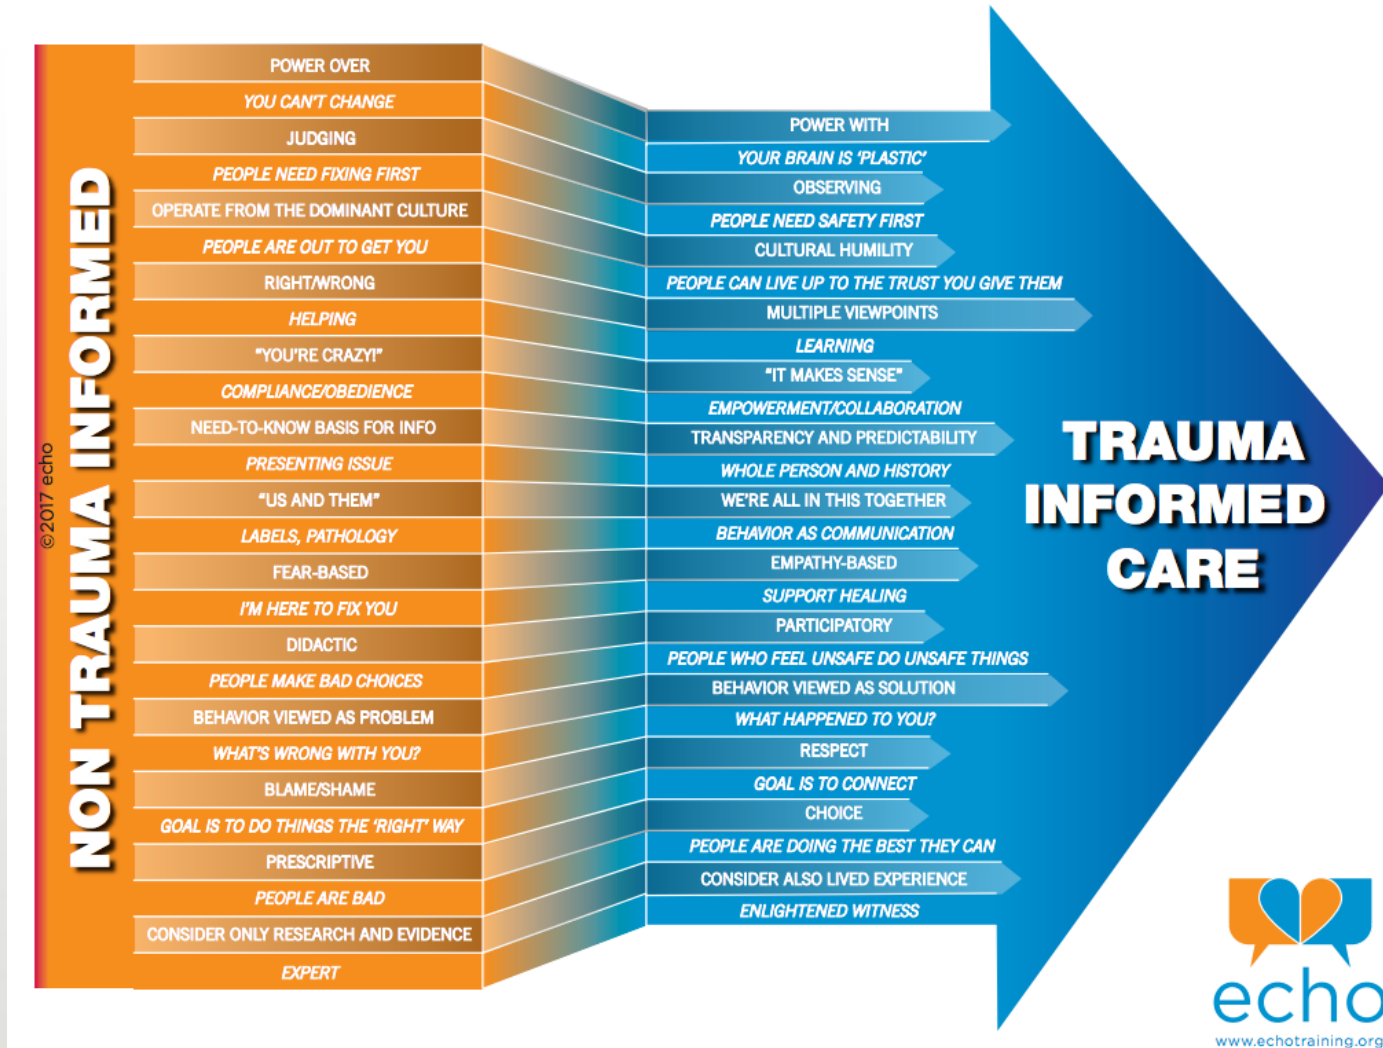 ©2017 echo
NON TRAUMA INFORMED
POWER OVER
YOU CAN'T CHANGE
JUDGING
PEOPLE NEED FIXING FIRST
OPERATE FROM THE DOMINANT CULTURE
PEOPLE ARE OUT TO GET YOU
RIGHT/WRONG
HELPING
"YOU'RE CRAZY!"
COMPLIANCE/OBEDIENCE
NEED-TO-KNOW BASIS FOR INFO
PRESENTING ISSUE
"US AND THEM"
LABELS, PATHOLOGY
FEAR-BASED
I'M HERE TO FIX YOU
DIDACTIC
PEOPLE MAKE BAD CHOICES
BEHAVIOR VIEWED AS PROBLEM
WHAT'S WRONG WITH YOU?
BLAME/SHAME
GOAL IS TO DO THINGS THE 'RIGHT' WAY
PRESCRIPTIVE
PEOPLE ARE BAD
CONSIDER ONLY RESEARCH AND EVIDENCE
EXPERT
POWER WITH
YOUR BRAIN IS 'PLASTIC'
OBSERVING
PEOPLE NEED SAFETY FIRST
CULTURAL HUMILITY
PEOPLE CAN LIVE UP TO THE TRUST YOU GIVE THEM
MULTIPLE VIEWPOINTS
LEARNING
"IT MAKES SENSE"
EMPOWERMENT/COLLABORATION
TRANSPARENCY AND PREDICTABILITY
WHOLE PERSON AND HISTORY
WE'RE ALL IN THIS TOGETHER
BEHAVIOR AS COMMUNICATION
EMPATHY-BASED
SUPPORT HEALING
PARTICIPATORY
PEOPLE WHO FEEL UNSAFE DO UNSAFE THINGS
BEHAVIOR VIEWED AS SOLUTION
WHAT HAPPENED TO YOU?
RESPECT
GOAL IS TO CONNECT
CHOICE
PEOPLE ARE DOING THE BEST THEY CAN
CONSIDER ALSO LIVED EXPERIENCE
ENLIGHTENED WITNESS
TRAUMA
INFORMED
CARE
echo
www.echotraining.org